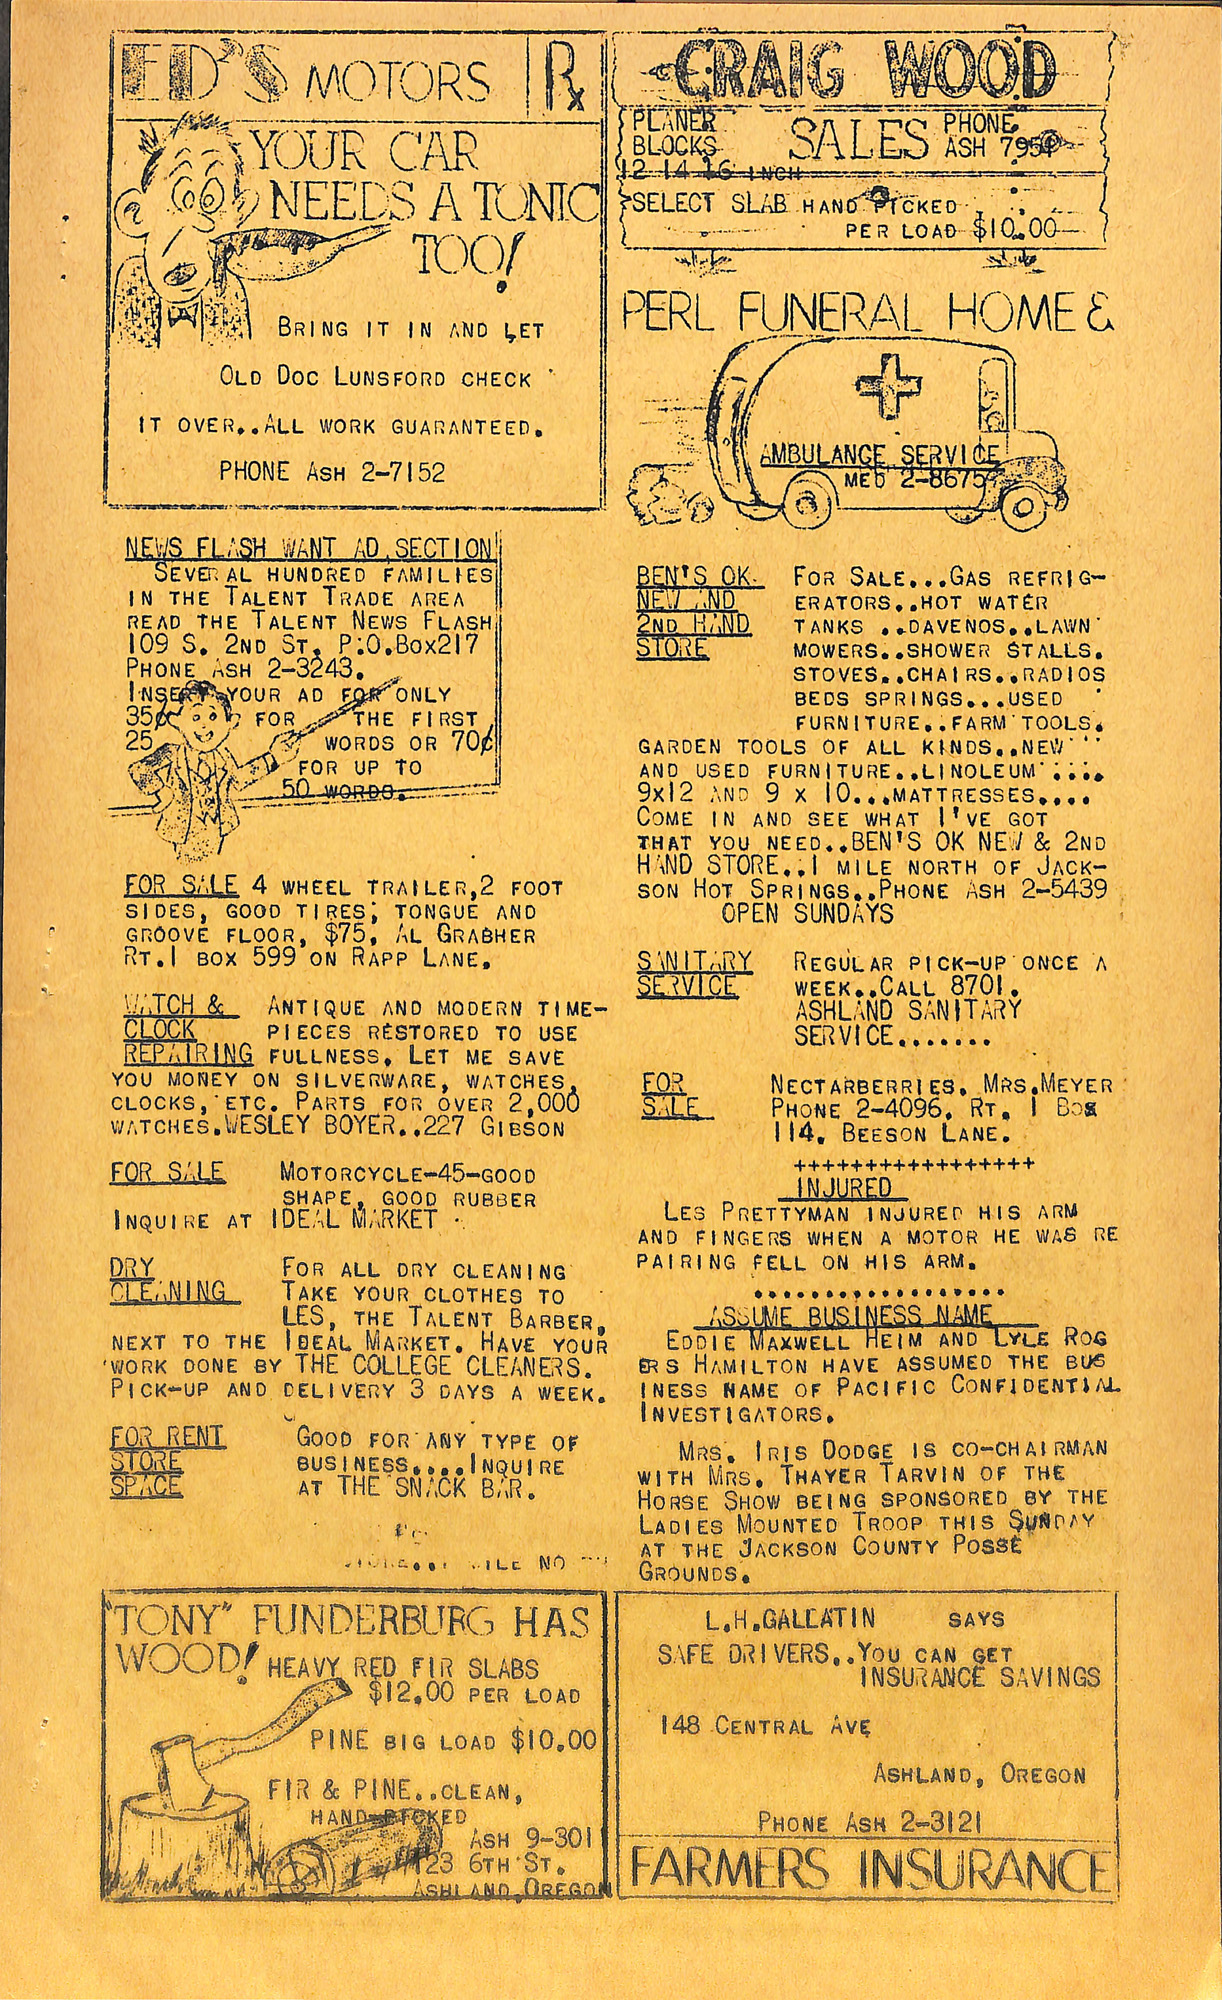 ED'S MOTORS Rx
YOUR CAR
NEEDS A TONIC
TOO!
BRING IT IN AND LET
OLD DOC LUNSFORD CHECK
IT OVER..ALL WORK GUARANTEED.
PHONE ASH 2-7152
CRAIG WOOD
PLANER
BLOCKS
12 14 16 INCH
SALES
PHONE
ASH 7951
SELECT SLAB HAND PICKED
PER LOAD $10.00
PERL FUNERAL HOME &
AMBULANCE SERVICE
MED 2-8675
NEWS FLASH WANT AD SECTION
SEVERAL HUNDRED FAMILIES
IN THE TALENT TRADE AREA
READ THE TALENT NEWS FLASH
109 S. 2ND ST. P.O.BOX217
PHONE ASH 2-3243.
INSERT YOUR AD FOR ONLY
35¢ FOR THE FIRST
25 WORDS OR 70¢
FOR UP TO
50 WORDS.
FOR SALE 4 WHEEL TRAILER,2 FOOT
SIDES, GOOD TIRES; TONGUE AND
GROOVE FLOOR, $75, AL GRABHER
RT.1 BOX 599 ON RAPP LANE.
WATCH & ANTIQUE AND MODERN TIME-
CLOCK PIECES RESTORED TO USE
REPAIRING FULLNESS. LET ME SAVE
YOU MONEY ON SILVERWARE, WATCHES,
CLOCKS, ETC. PARTS FOR OVER 2,000
WATCHES.WESLEY BOYER..227 GIBSON
FOR SALE MOTORCYCLE-45-GOOD
SHAPE, GOOD RUBBER
INQUIRE AT IDEAL MARKET
DRY FOR ALL DRY CLEANING
CLEANING TAKE YOUR CLOTHES TO
LES, THE TALENT BARBER,
NEXT TO THE IDEAL MARKET. HAVE YOUR
WORK DONE BY THE COLLEGE CLEANERS.
PICK-UP AND DELIVERY 3 DAYS A WEEK.
FOR RENT GOOD FOR ANY TYPE OF
STORE BUSINESS....INQUIRE
SPACE AT THE SNACK BAR.
BEN'S OK FOR SALE...GAS REFRIG-
NEW AND ERATORS..HOT WATER
2ND HAND TANKS ..DAVENOS..LAWN
STORE MOWERS..SHOWER STALLS.
STOVES..CHAIRS..RADIOS
BEDS SPRINGS...USED
FURNITURE..FARM TOOLS.
GARDEN TOOLS OF ALL KINDS..NEW
AND USED FURNITURE..LINOLEUM ....
9x12 AND 9 x 10...MATTRESSES....
COME IN AND SEE WHAT I'VE GOT
THAT YOU NEED..BEN'S OK NEW & 2ND
HAND STORE..1 MILE NORTH OF JACK-
SON HOT SPRINGS..PHONE ASH 2-5439
OPEN SUNDAYS
SANITARY REGULAR PICK-UP ONCE A
SERVICE WEEK..CALL 8701.
ASHLAND SANITARY
SERVICE.......
FOR NECTARBERRIES. MRS.MEYER
SALE PHONE 2-4096. RT. 1 BOX
114. BEESON LANE.
+++++++++++++++++
INJURED
LES PRETTYMAN INJURED HIS ARM
AND FINGERS WHEN A MOTOR HE WAS RE
PAIRING FELL ON HIS ARM.
..................
ASSUME BUSINESS NAME
EDDIE MAXWELL HEIM AND LYLE ROG
ERS HAMILTON HAVE ASSUMED THE BUS
INESS NAME OF PACIFIC CONFIDENTIAL
INVESTIGATORS.
MRS. IRIS DODGE IS CO-CHAIRMAN
WITH MRS. THAYER TARVIN OF THE
HORSE SHOW BEING SPONSORED BY THE
LADIES MOUNTED TROOP THIS SUNDAY
AT THE JACKSON COUNTY POSSE
GROUNDS.
"TONY" FUNDERBURG HAS
WOOD! HEAVY RED FIR SLABS
$12.00 PER LOAD
PINE BIG LOAD $10.00
FIR & PINE..CLEAN,
HAND-PICKED
ASH 9-3011
123 6TH ST.
ASHLAND,OREGON
L.H.GALLATIN SAYS
SAFE DRIVERS..YOU CAN GET
INSURANCE SAVINGS
148 CENTRAL AVE
ASHLAND, OREGON
PHONE ASH 2-3121
FARMERS INSURANCE